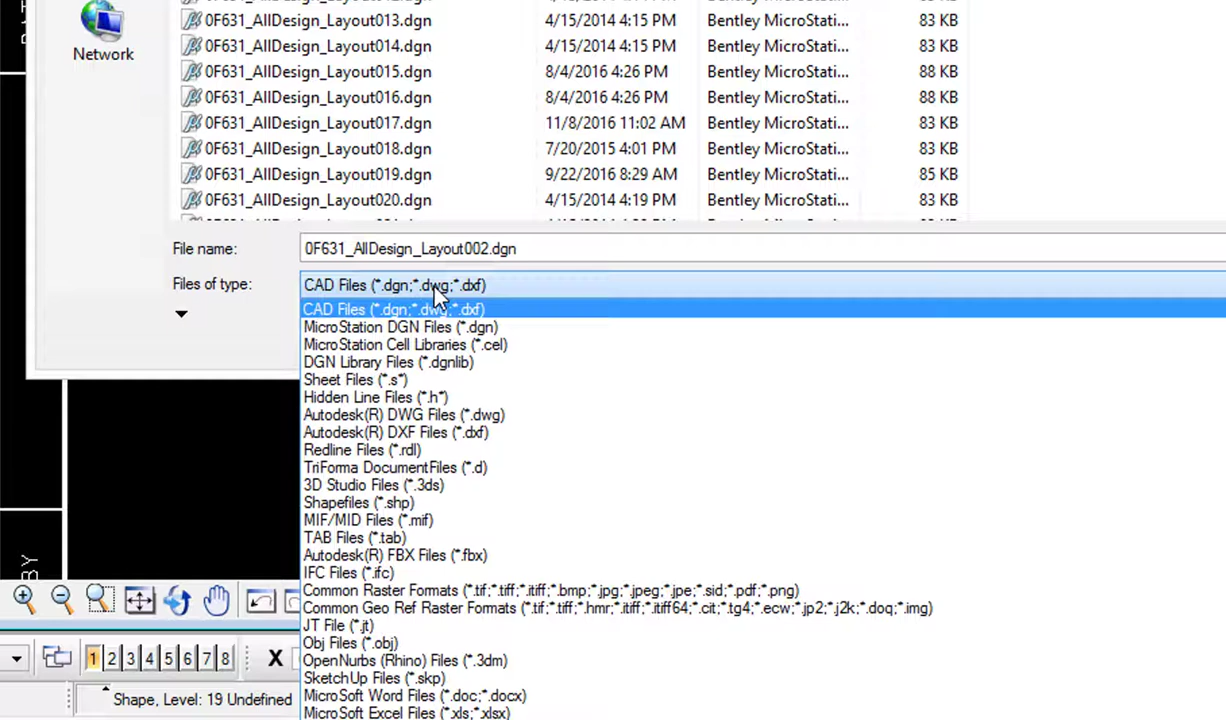 0F631_AllDesign_Layout013.dgn 4/15/2014 4:15 PM Bentley MicroStati... 83 KB
Network
0F631_AllDesign_Layout014.dgn 4/15/2014 4:15 PM Bentley MicroStati... 83 KB
0F631_AllDesign_Layout015.dgn 8/4/2016 4:26 PM Bentley MicroStati... 88 KB
0F631_AllDesign_Layout016.dgn 8/4/2016 4:26 PM Bentley MicroStati... 88 KB
0F631_AllDesign_Layout017.dgn 11/8/2016 11:02 AM Bentley MicroStati... 83 KB
0F631_AllDesign_Layout018.dgn 7/20/2015 4:01 PM Bentley MicroStati... 83 KB
0F631_AllDesign_Layout019.dgn 9/22/2016 8:29 AM Bentley MicroStati... 85 KB
0F631_AllDesign_Layout020.dgn 4/15/2014 4:19 PM Bentley MicroStati... 83 KB
File name: 0F631_AllDesign_Layout002.dgn
Files of type: CAD Files (*.dgn;*.dwg;*.dxf)
CAD Files (*.dgn;*.dwg;*.dxf)
MicroStation DGN Files (*.dgn)
MicroStation Cell Libraries (*.cel)
DGN Library Files (*.dgnlib)
Sheet Files (*.s*)
Hidden Line Files (*.h*)
Autodesk(R) DWG Files (*.dwg)
Autodesk(R) DXF Files (*.dxf)
Redline Files (*.rdl)
TriForma DocumentFiles (*.d)
3D Studio Files (*.3ds)
Shapefiles (*.shp)
MIF/MID Files (*.mif)
TAB Files (*.tab)
Autodesk(R) FBX Files (*.fbx)
IFC Files (*.ifc)
Common Raster Formats (*.tif;*.tiff;*.itiff;*.bmp;*.jpg;*.jpeg;*.jpe;*.sid;*.pdf;*.png)
Common Geo Ref Raster Formats (*.tif;*.tiff;*.hmr;*.itiff;*.itiff64;*.cit;*.tg4;*.ecw;*.jp2;*.j2k;*.doq;*.img)
JT File (*.jt)
Obj Files (*.obj)
OpenNurbs (Rhino) Files (*.3dm)
SketchUp Files (*.skp)
MicroSoft Word Files (*.doc;*.docx)
MicroSoft Excel Files (*.xls;*.xlsx)
BY
1 2 3 4 5 6 7 8 X
Shape, Level: 19 Undefined